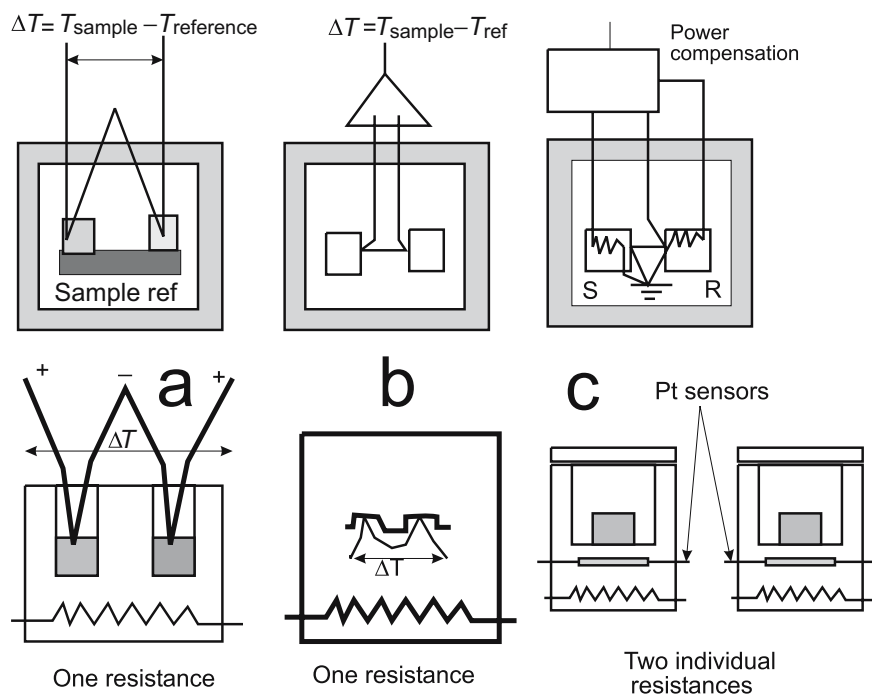 ΔT= Tsample –Treference
ΔT =Tsample–Tref
Power
compensation
Sample ref
S
R
+
–
+
a
b
c
Pt sensors
ΔT
ΔT
One resistance
One resistance
Two individual
resistances